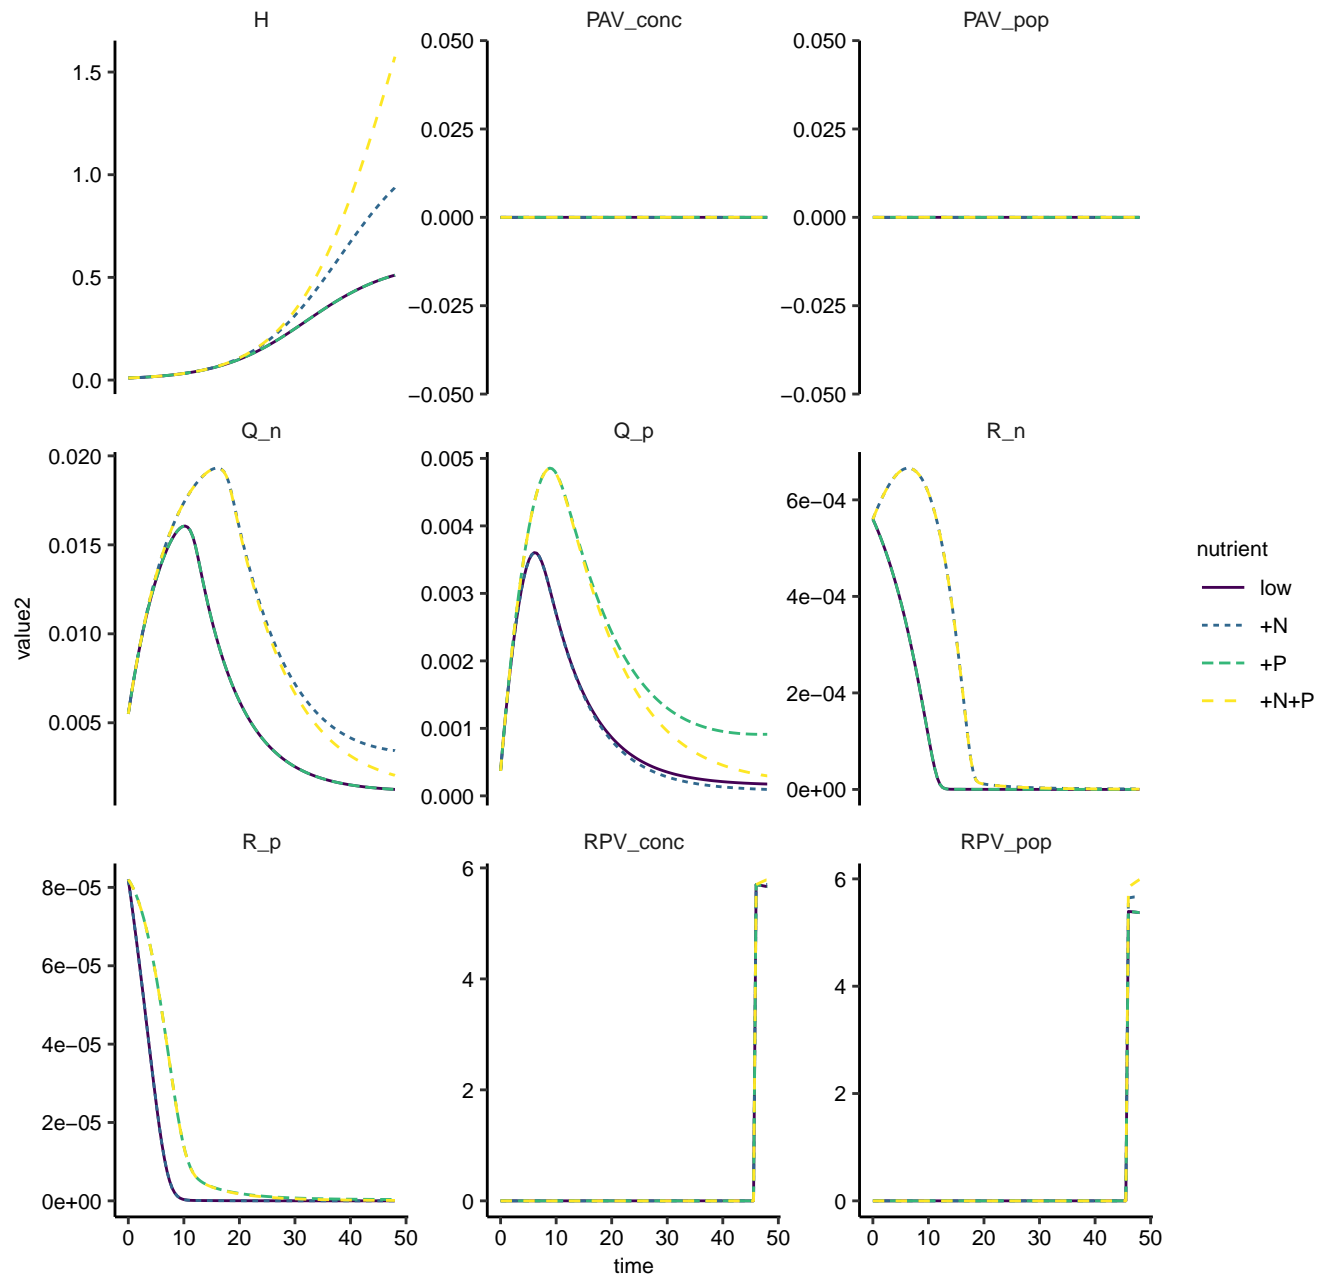 H
PAV_conc
PAV_pop
1.5
1.0
0.5
0.0
0.050
0.025
0.000
−0.025
−0.050
0.050
0.025
0.000
−0.025
−0.050
Q_n
Q_p
R_n
value2
0.020
0.015
0.010
0.005
0.005
0.004
0.003
0.002
0.001
0.000
6e−04
4e−04
2e−04
0e+00
nutrient
low
+N
+P
+N+P
R_p
RPV_conc
RPV_pop
8e−05
6e−05
4e−05
2e−05
0e+00
6
4
2
0
6
4
2
0
0 10 20 30 40 50
0 10 20 30 40 50
0 10 20 30 40 50
time